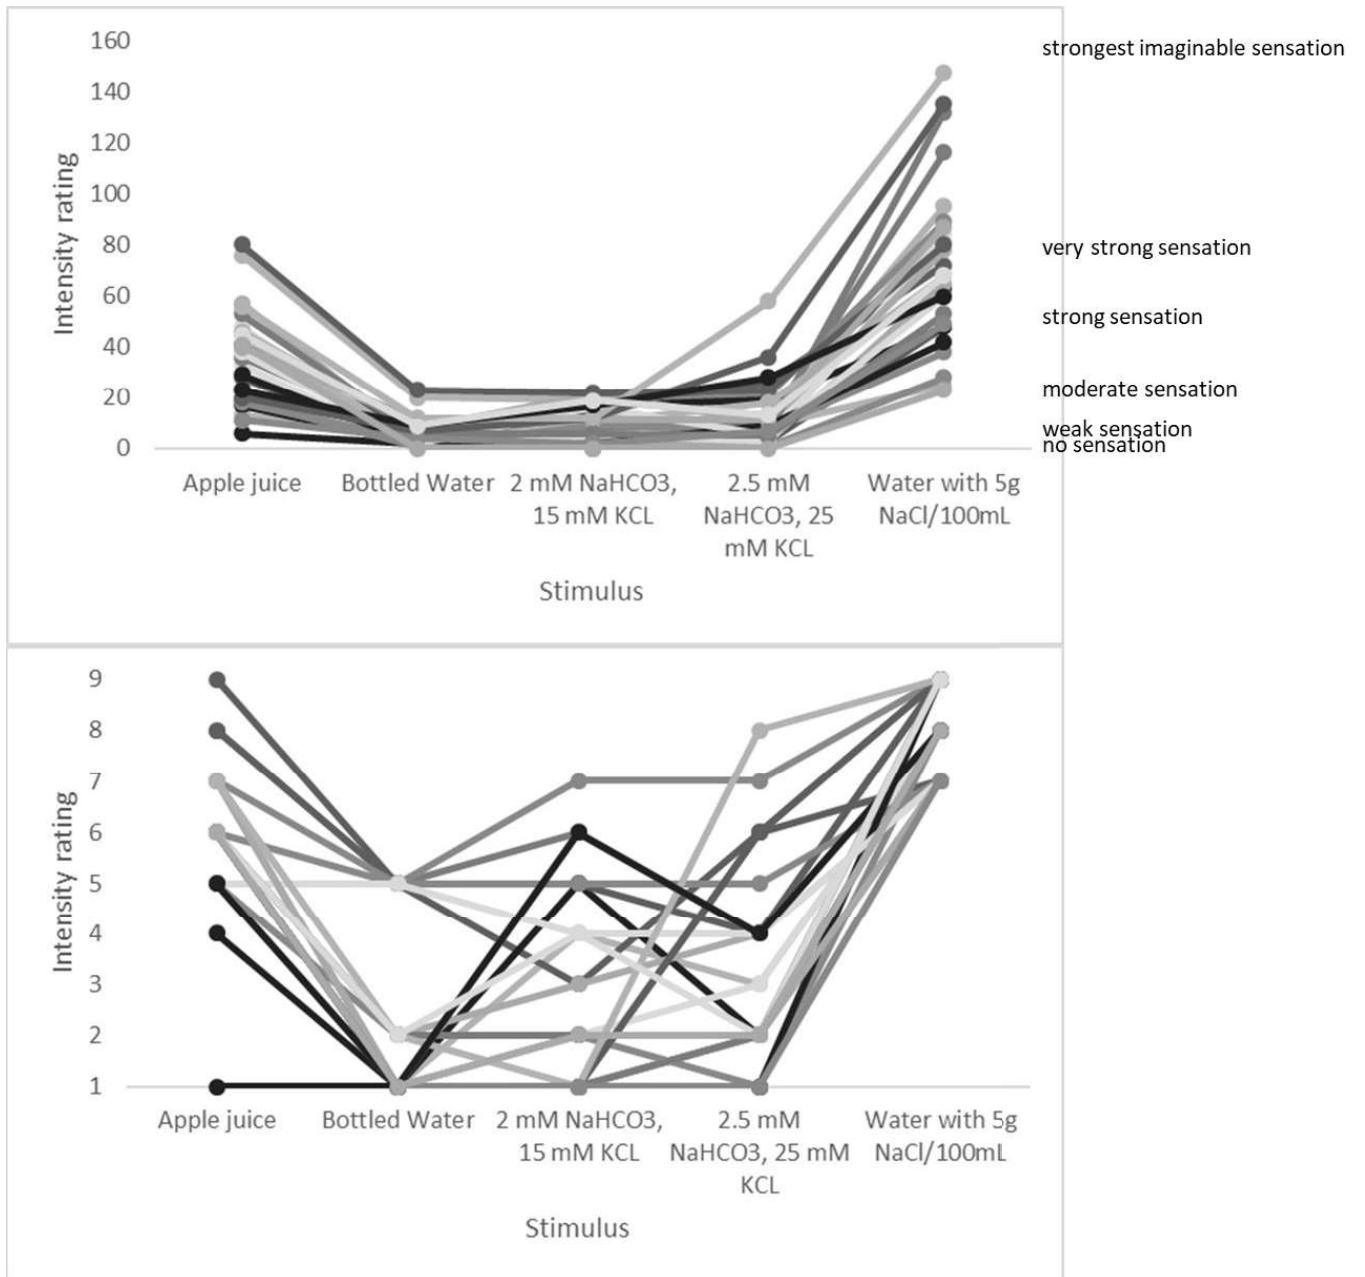 160
strongest imaginable sensation
140
120
100
80
very strong sensation
60
strong sensation
40
moderate sensation
20
weak sensation
0
no sensation
Intensity rating
Apple juice
Bottled Water
2 mM NaHCO3,
15 mM KCL
2.5 mM
NaHCO3, 25
mM KCL
Water with 5g
NaCl/100mL
Stimulus
9
8
7
6
5
4
3
2
1
Intensity rating
Apple juice
Bottled Water
2 mM NaHCO3,
15 mM KCL
2.5 mM
NaHCO3, 25 mM
KCL
Water with 5g
NaCl/100mL
Stimulus